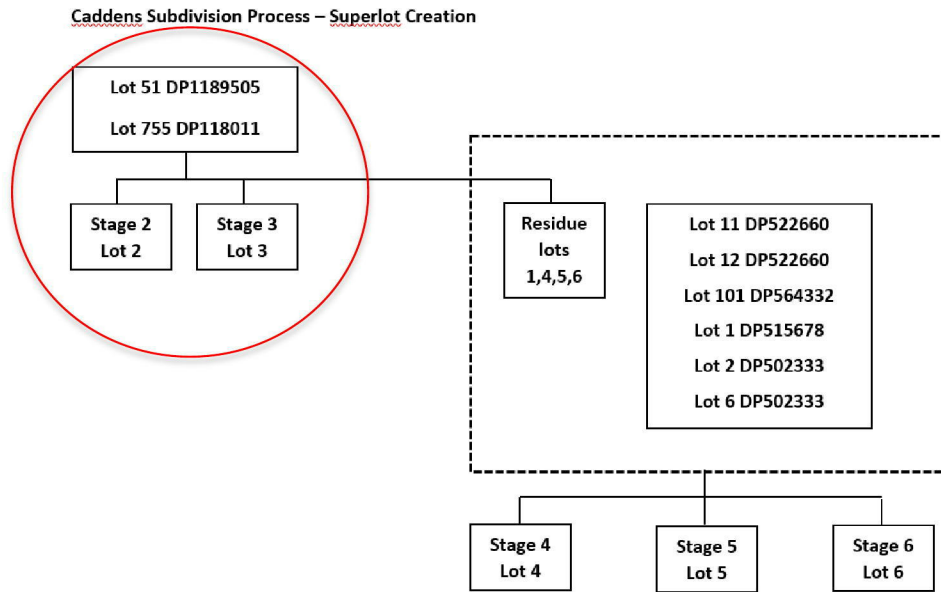 Caddens Subdivision Process – Superlot Creation
Lot 51 DP1189505
Lot 755 DP118011
Stage 2
Lot 2
Stage 3
Lot 3
Residue
lots
1,4,5,6
Lot 11 DP522660
Lot 12 DP522660
Lot 101 DP564332
Lot 1 DP515678
Lot 2 DP502333
Lot 6 DP502333
Stage 4
Lot 4
Stage 5
Lot 5
Stage 6
Lot 6